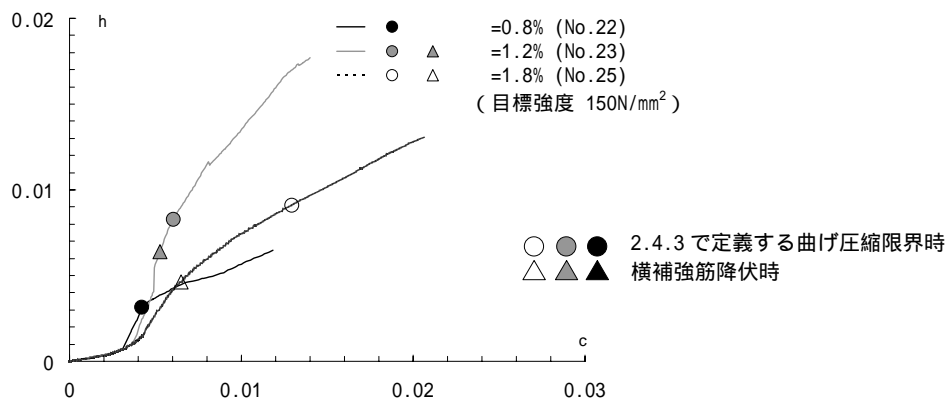 0.02
h
=0.8% (No.22)
=1.2% (No.23)
=1.8% (No.25)
(目標強度 150N/mm²)
0.01
2.4.3 で定義する曲げ圧縮限界時
横補強筋降伏時
c
0
0 0.01 0.02 0.03